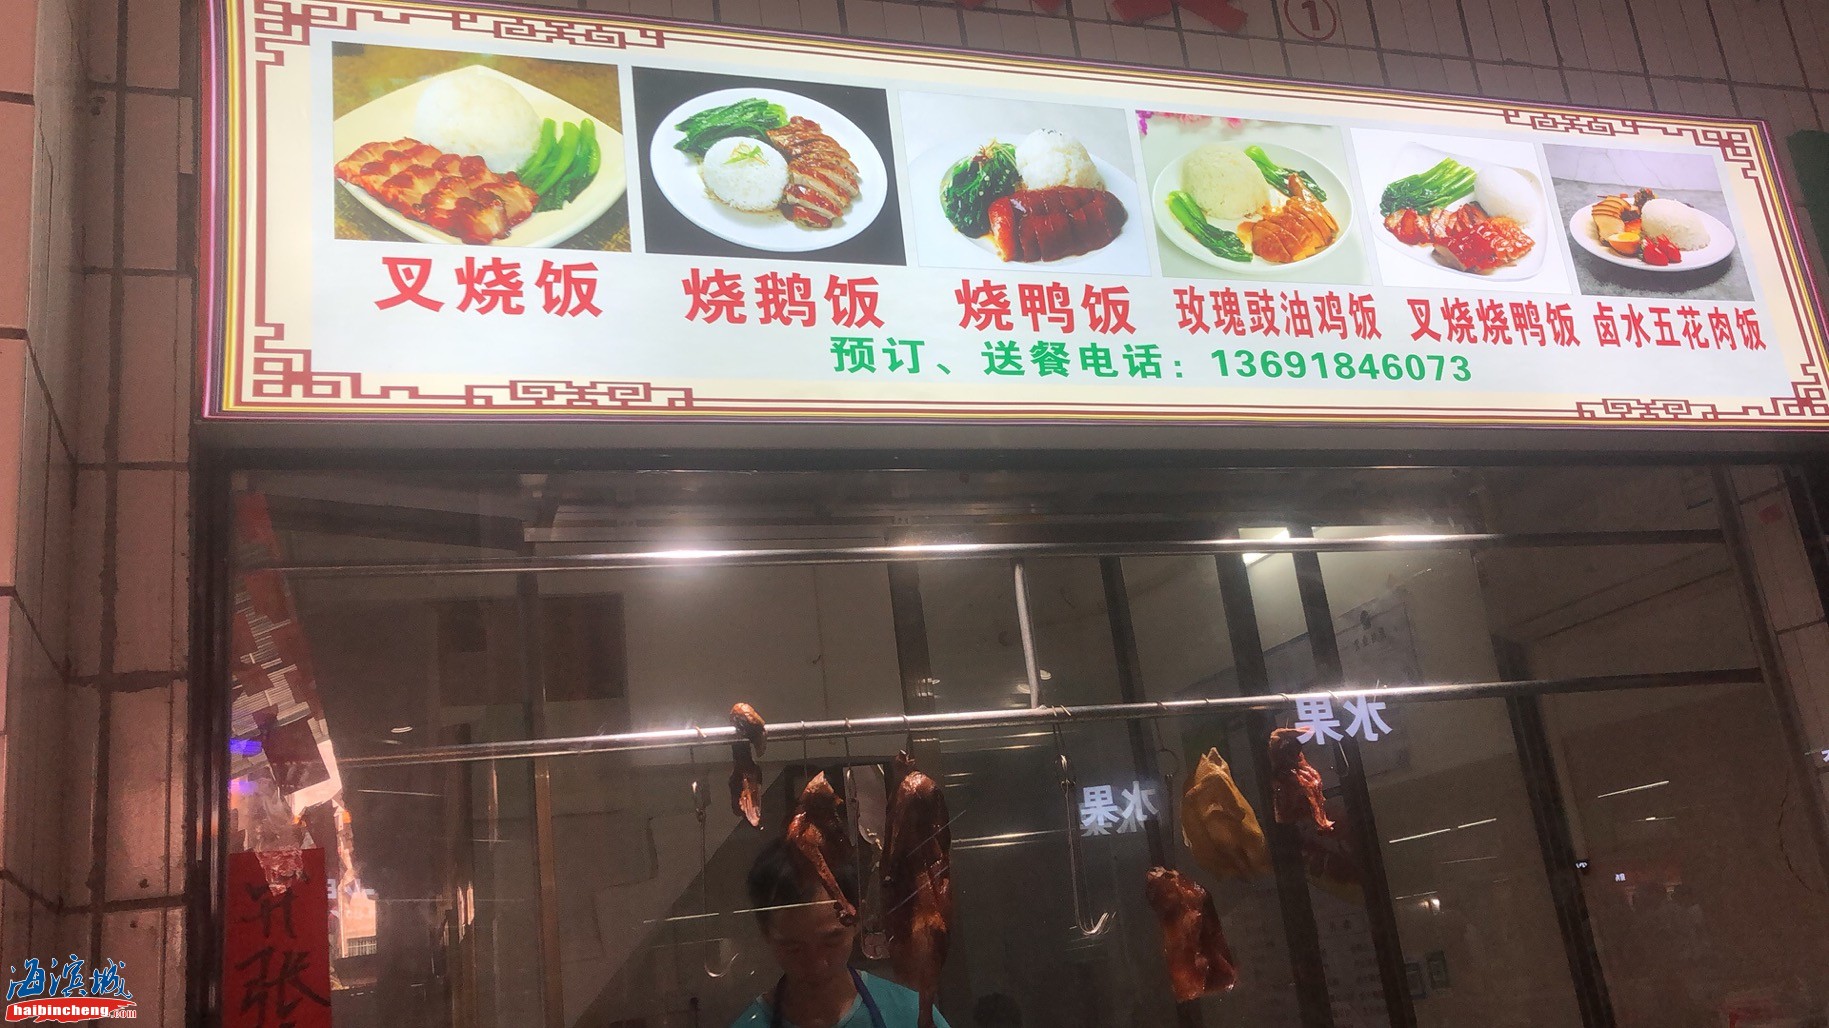 ①
叉烧饭 烧鹅饭 烧鸭饭 玫瑰豉油鸡饭 叉烧烧鸭饭 卤水五花肉饭
预订、送餐电话：13691846073
水果
水果
张
海滨城
haibincheng.com